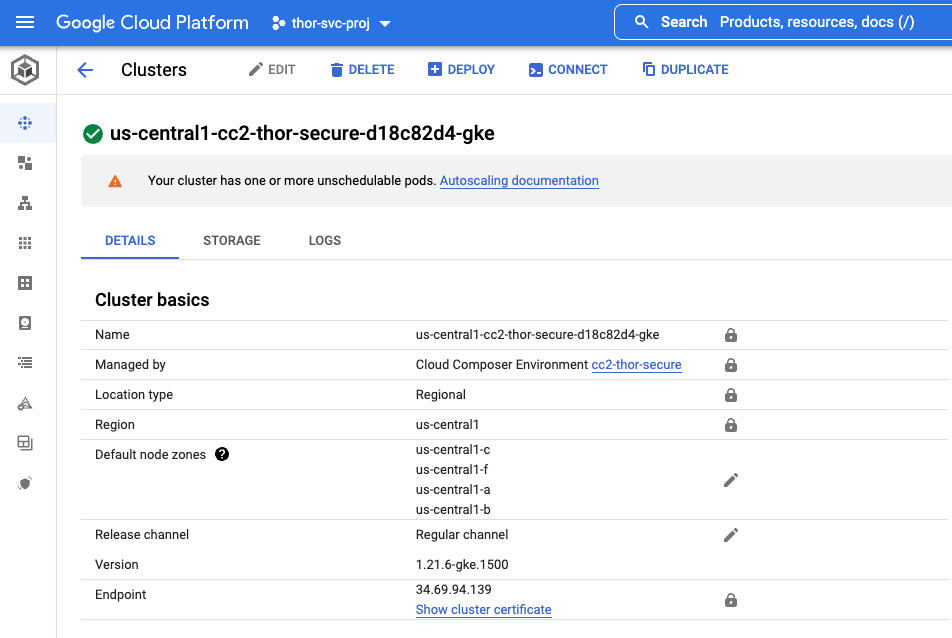 Google Cloud Platform thor-svc-proj Search Products, resources, docs (/)
Clusters EDIT DELETE DEPLOY CONNECT DUPLICATE
us-central1-cc2-thor-secure-d18c82d4-gke
Your cluster has one or more unschedulable pods. Autoscaling documentation
DETAILS STORAGE LOGS
Cluster basics
Name us-central1-cc2-thor-secure-d18c82d4-gke
Managed by Cloud Composer Environment cc2-thor-secure
Location type Regional
Region us-central1
Default node zones ? us-central1-c
us-central1-f
us-central1-a
us-central1-b
Release channel Regular channel
Version 1.21.6-gke.1500
Endpoint 34.69.94.139
Show cluster certificate